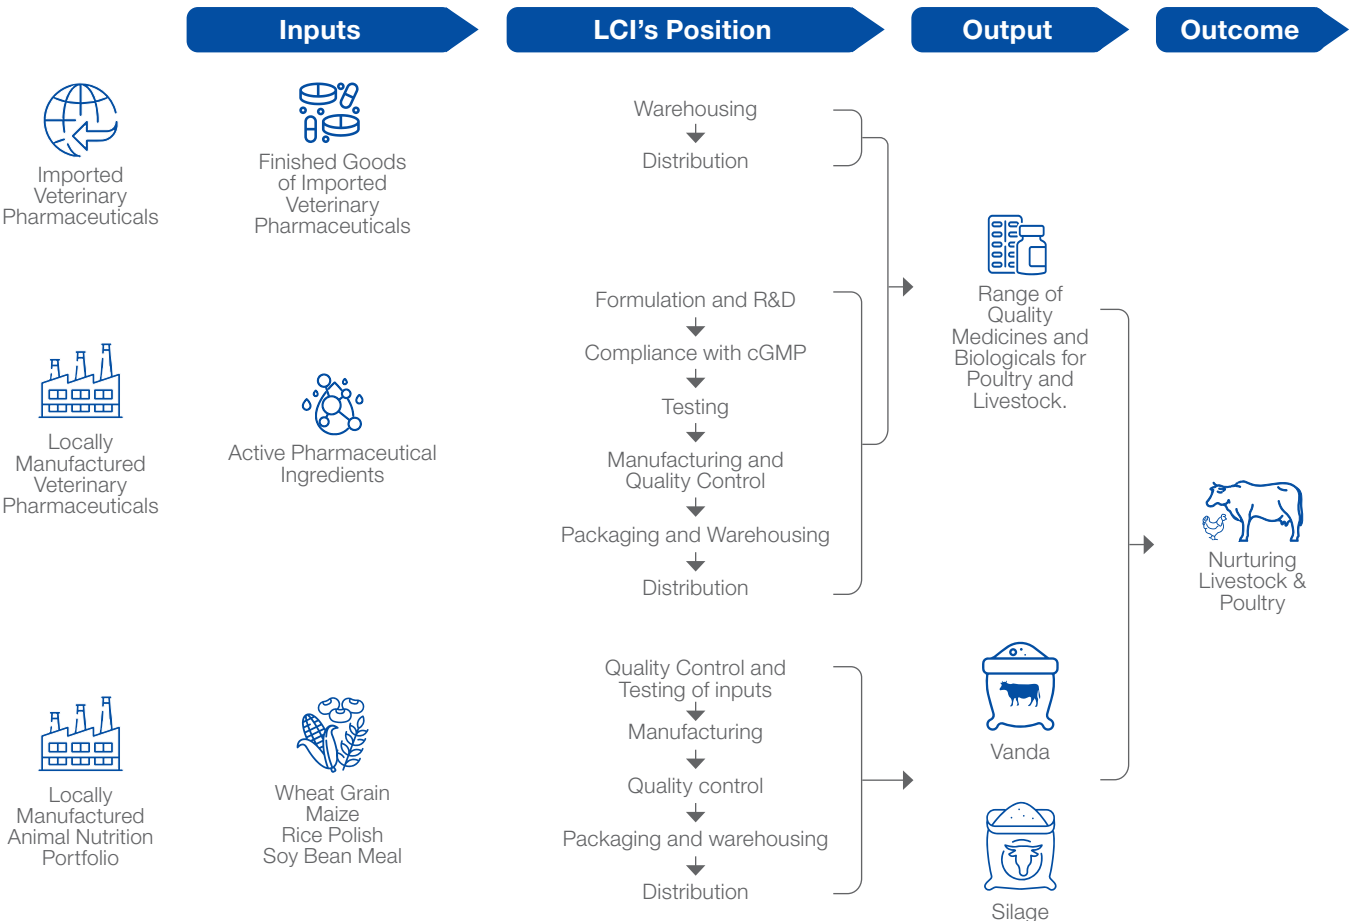 Inputs
LCI's Position
Output
Outcome
Imported
Veterinary
Pharmaceuticals
Finished Goods
of Imported
Veterinary
Pharmaceuticals
Warehousing
Distribution
Locally
Manufactured
Veterinary
Pharmaceuticals
Active Pharmaceutical
Ingredients
Formulation and R&D
Compliance with cGMP
Testing
Manufacturing and
Quality Control
Packaging and Warehousing
Distribution
Range of
Quality
Medicines and
Biologicals for
Poultry and
Livestock.
Locally
Manufactured
Animal Nutrition
Portfolio
Wheat Grain
Maize
Rice Polish
Soy Bean Meal
Quality Control and
Testing of inputs
Manufacturing
Quality control
Packaging and warehousing
Distribution
Vanda
Silage
Nurturing
Livestock &
Poultry